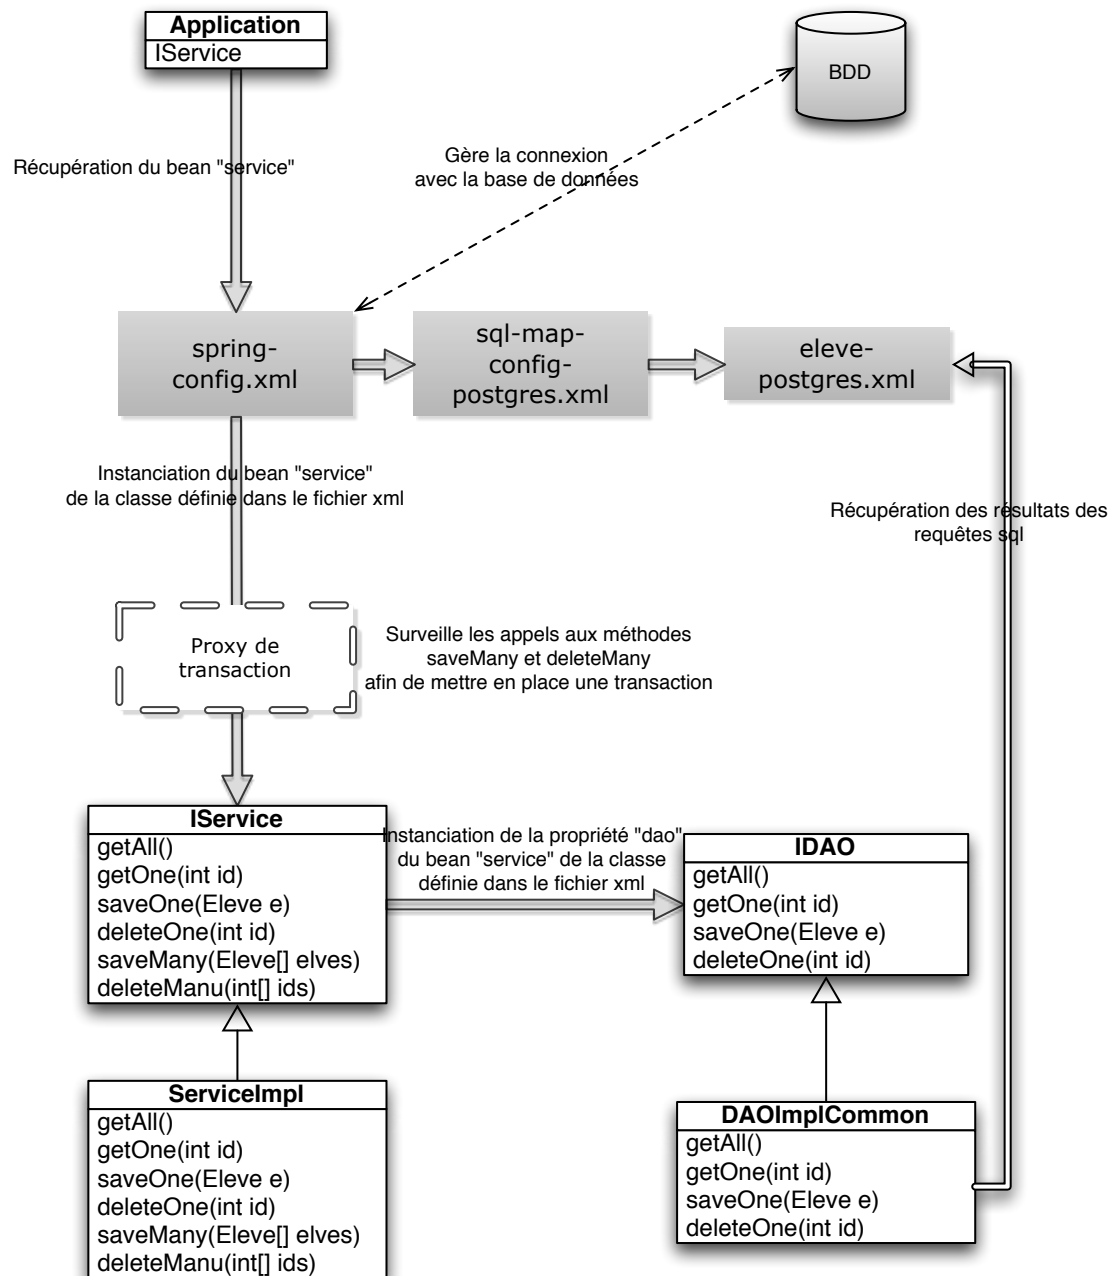 Application
IService
BDD
Récupération du bean "service"
Gère la connexion
avec la base de données
spring-
config.xml
sql-map-
config-
postgres.xml
eleve-
postgres.xml
Instanciation du bean "service"
de la classe définie dans le fichier xml
Récupération des résultats des
requêtes sql
Proxy de
transaction
Surveille les appels aux méthodes
saveMany et deleteMany
afin de mettre en place une transaction
IService
getAll()
getOne(int id)
saveOne(Eleve e)
deleteOne(int id)
saveMany(Eleve[] elves)
deleteManu(int[] ids)
Instanciation de la propriété "dao"
du bean "service" de la classe
définie dans le fichier xml
IDAO
getAll()
getOne(int id)
saveOne(Eleve e)
deleteOne(int id)
ServiceImpl
getAll()
getOne(int id)
saveOne(Eleve e)
deleteOne(int id)
saveMany(Eleve[] elves)
deleteManu(int[] ids)
DAOImplCommon
getAll()
getOne(int id)
saveOne(Eleve e)
deleteOne(int id)